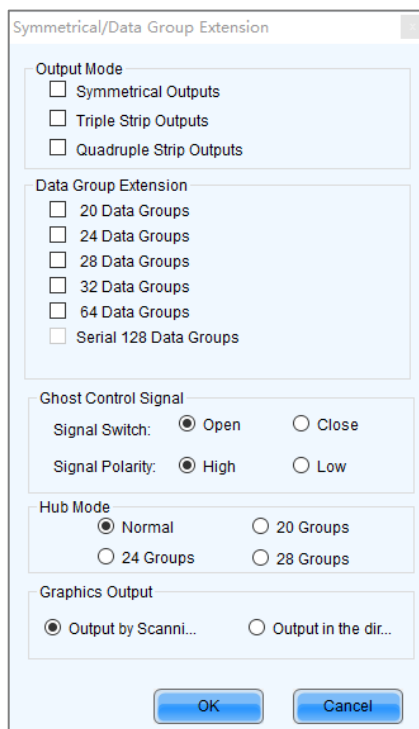 Symmetrical/Data Group Extension
Output Mode
Symmetrical Outputs
Triple Strip Outputs
Quadruple Strip Outputs
Data Group Extension
20 Data Groups
24 Data Groups
28 Data Groups
32 Data Groups
64 Data Groups
Serial 128 Data Groups
Ghost Control Signal
Signal Switch: Open Close
Signal Polarity: High Low
Hub Mode
Normal 20 Groups
24 Groups 28 Groups
Graphics Output
Output by Scanni... Output in the dir...
OK Cancel